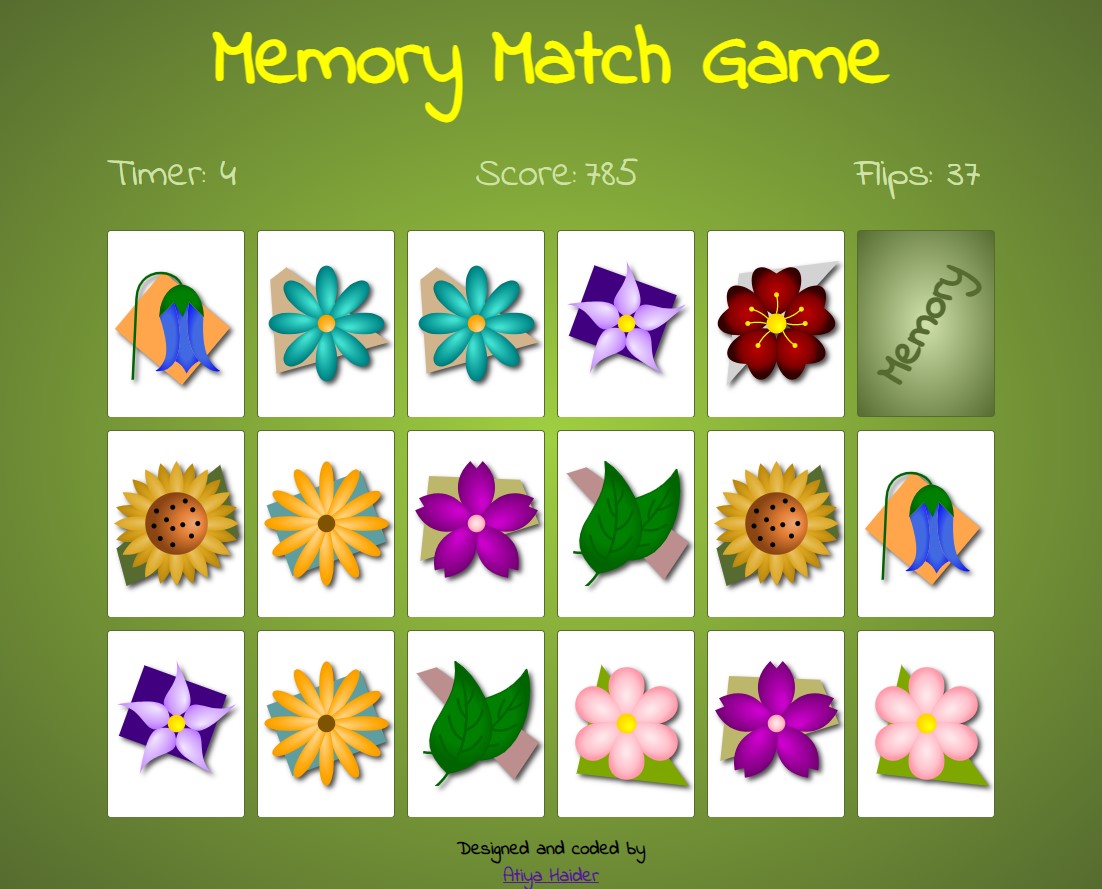 Memory Match Game
Timer: 4
Score: 785
Flips: 37
Memory
Designed and coded by
Atiya Haider